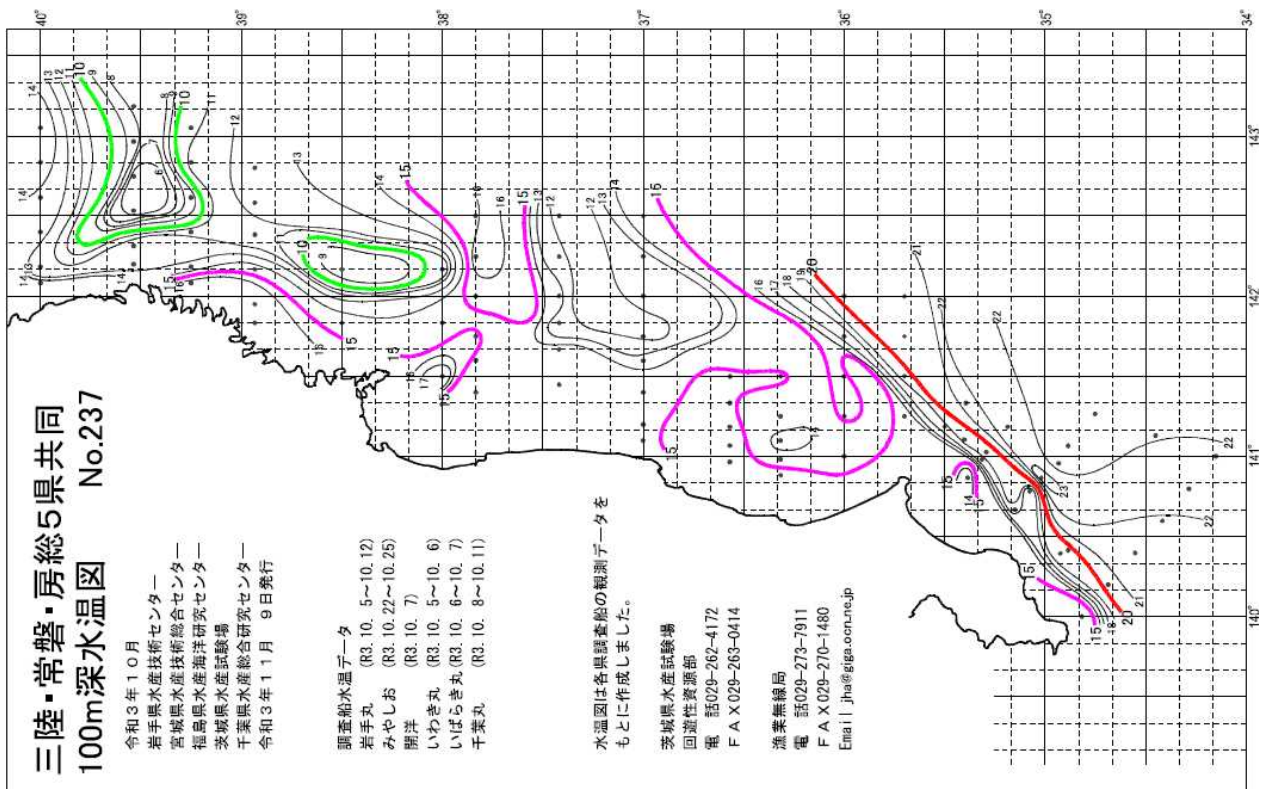 三陸・常磐・房総5県共同
100m深水温図 No.237
令和3年10月
岩手県水産技術センター
宮城県水産技術総合センター
福島県水産海洋研究センター
茨城県水産試験場
千葉県水産総合研究センター
令和3年11月 9日発行
調査船水温データ
岩手丸 (R3. 10. 5~10.12)
みやしお (R3. 10.22~10.25)
開洋 (R3. 10. 7)
いわき丸 (R3. 10. 5~10. 6)
いばらき丸 (R3. 10. 6~10. 7)
千葉丸 (R3. 10. 8~10.11)
水温図は各県調査船の観測データを
もとに作成しました。
茨城県水産試験場
回遊性資源部
電 話029-262-4172
FAX029-263-0414
漁業無線局
電 話029-273-7911
FAX029-270-1480
Email jha@giga.ocn.ne.jp
40°
39°
38°
37°
36°
35°
34°
143°
142°
141°
140°